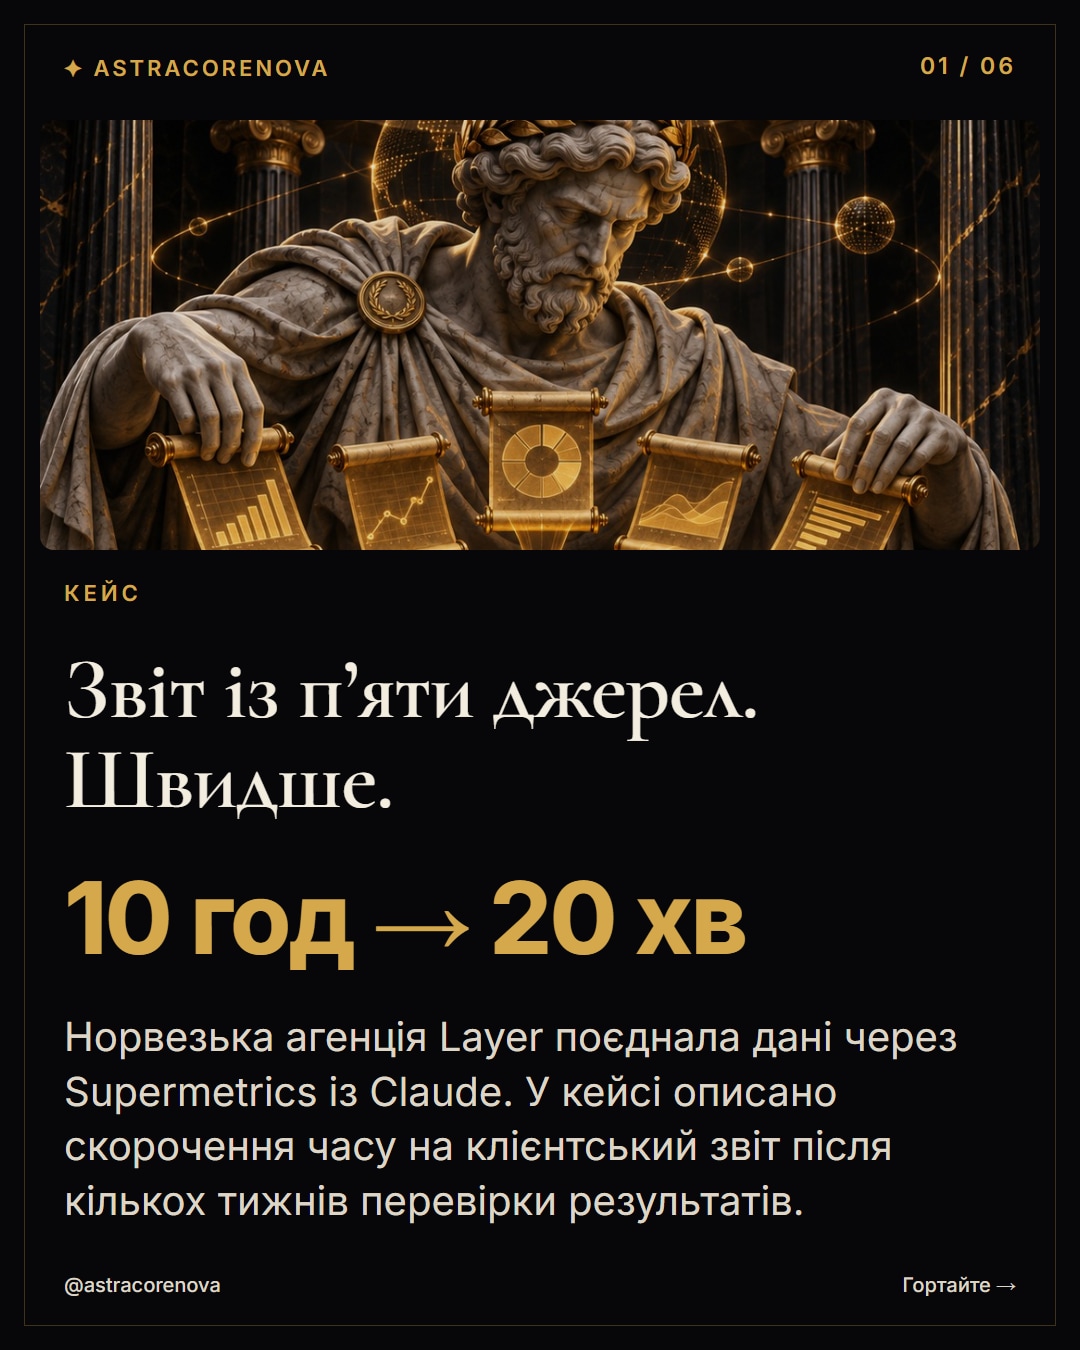 ✦ ASTRACORENOVA
01 / 06
КЕЙС
Звіт із п’яти джерел.
Швидше.
10 год → 20 хв
Норвезька агенція Layer поєднала дані через
Supermetrics із Claude. У кейсі описано
скорочення часу на клієнтський звіт після
кількох тижнів перевірки результатів.
@astracorenova
Гортайте →